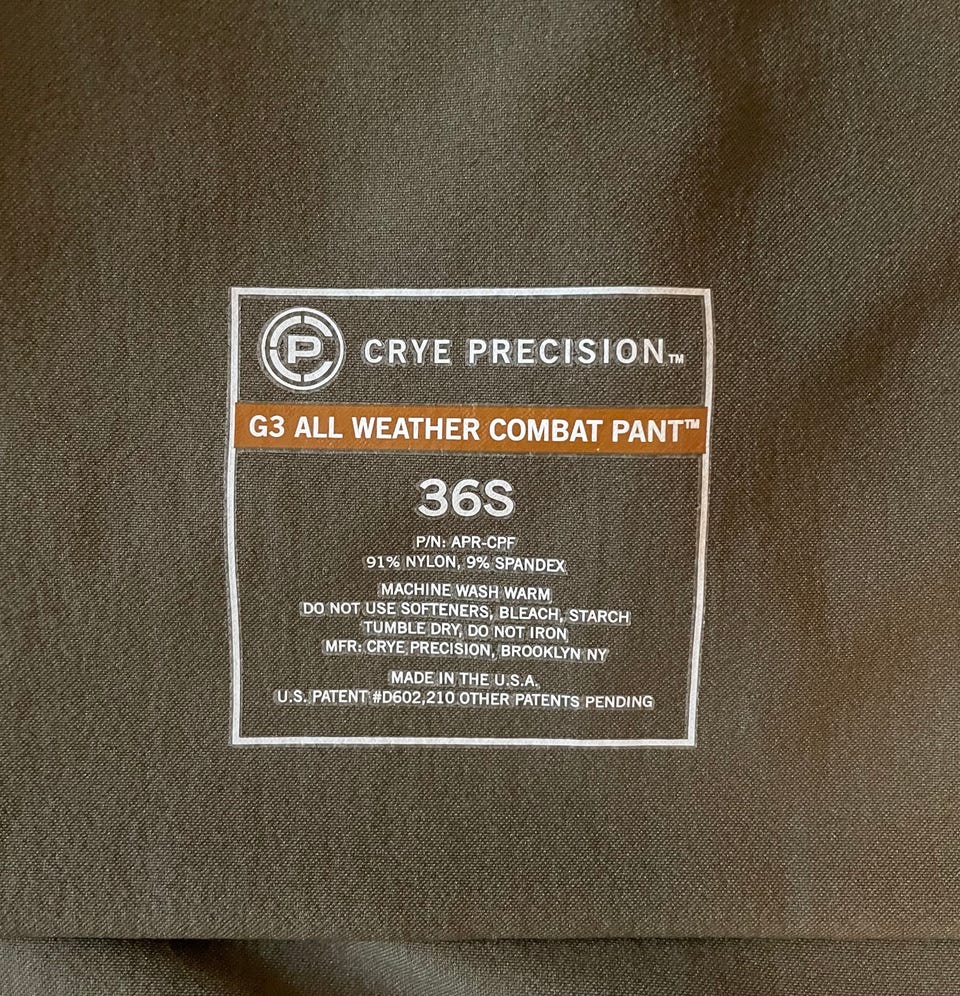 CP CRYE PRECISION™
G3 ALL WEATHER COMBAT PANT™
36S
P/N: APR-CPF
91% NYLON, 9% SPANDEX
MACHINE WASH WARM
DO NOT USE SOFTENERS, BLEACH, STARCH
TUMBLE DRY, DO NOT IRON
MFR: CRYE PRECISION, BROOKLYN NY
MADE IN THE U.S.A.
U.S. PATENT #D602,210 OTHER PATENTS PENDING